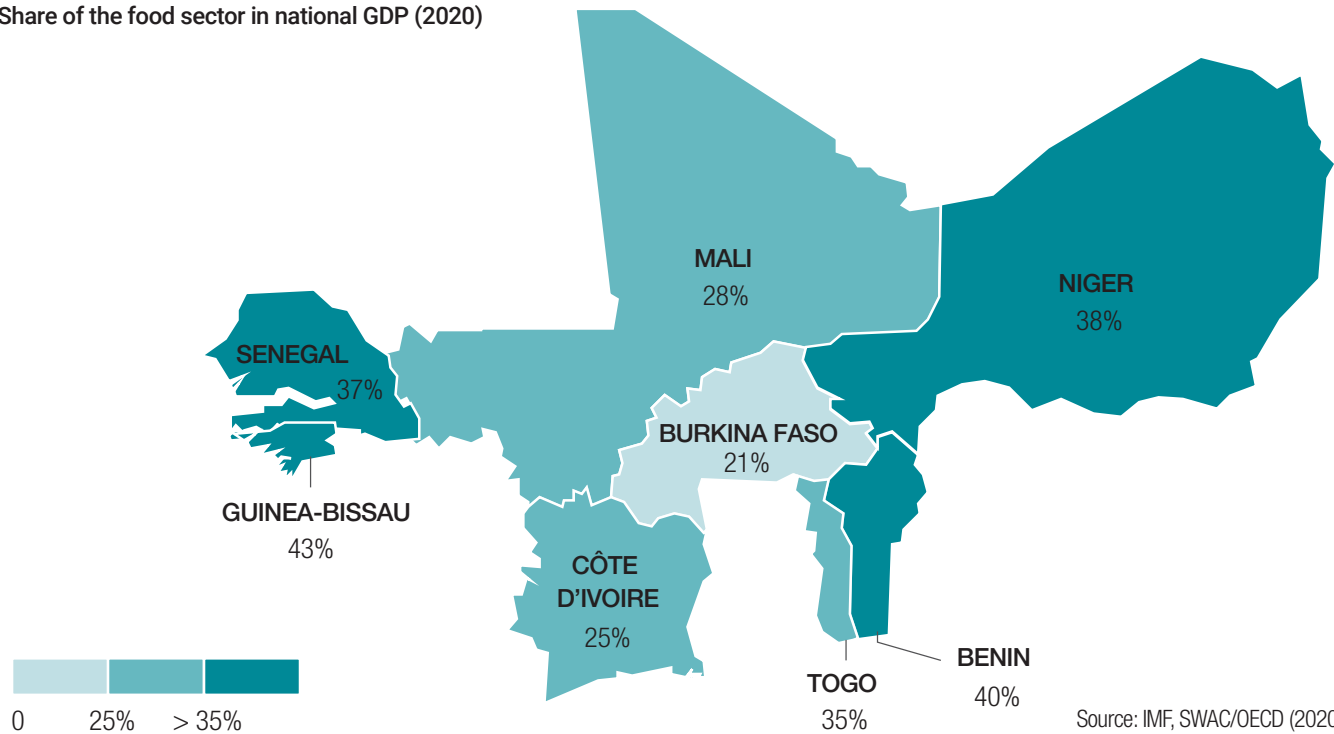 Share of the food sector in national GDP (2020)
MALI
28%
NIGER
38%
SENEGAL
37%
BURKINA FASO
21%
GUINEA-BISSAU
43%
CÔTE
D'IVOIRE
25%
BENIN
40%
TOGO
35%
0 25% > 35%
Source: IMF, SWAC/OECD (2020